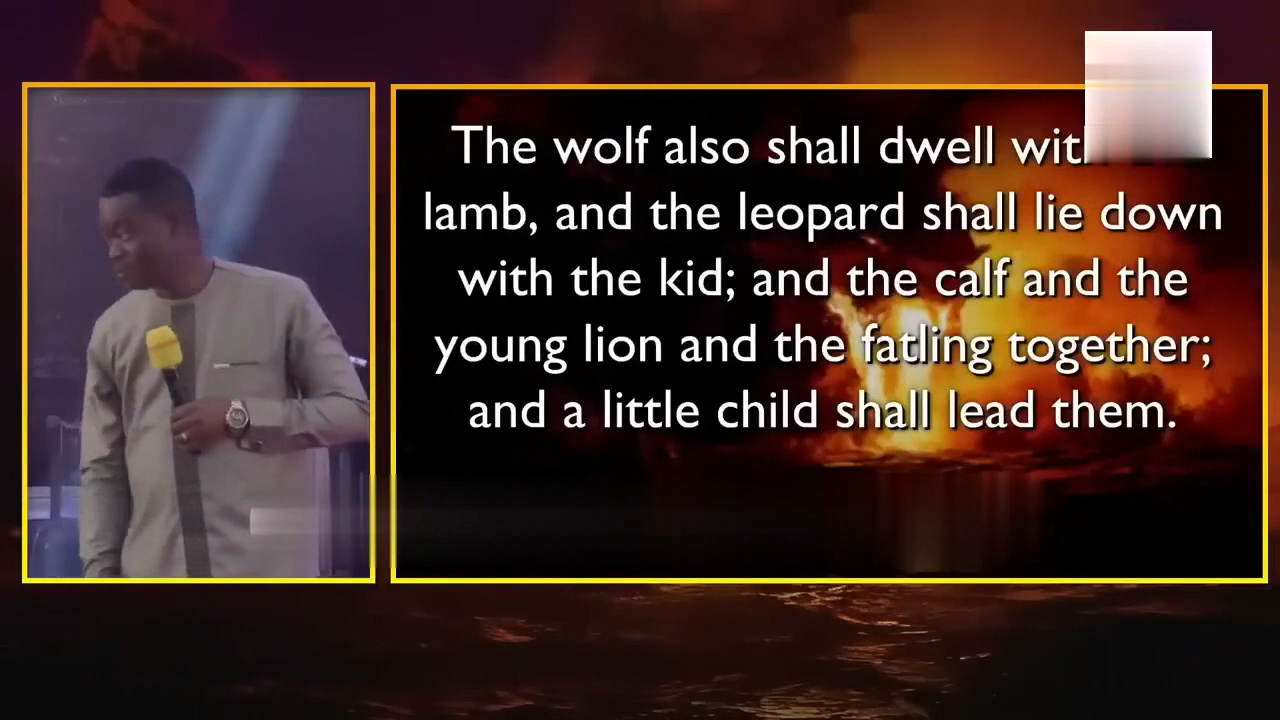 The wolf also shall dwell with
lamb, and the leopard shall lie down
with the kid; and the calf and the
young lion and the fatling together;
and a little child shall lead them.